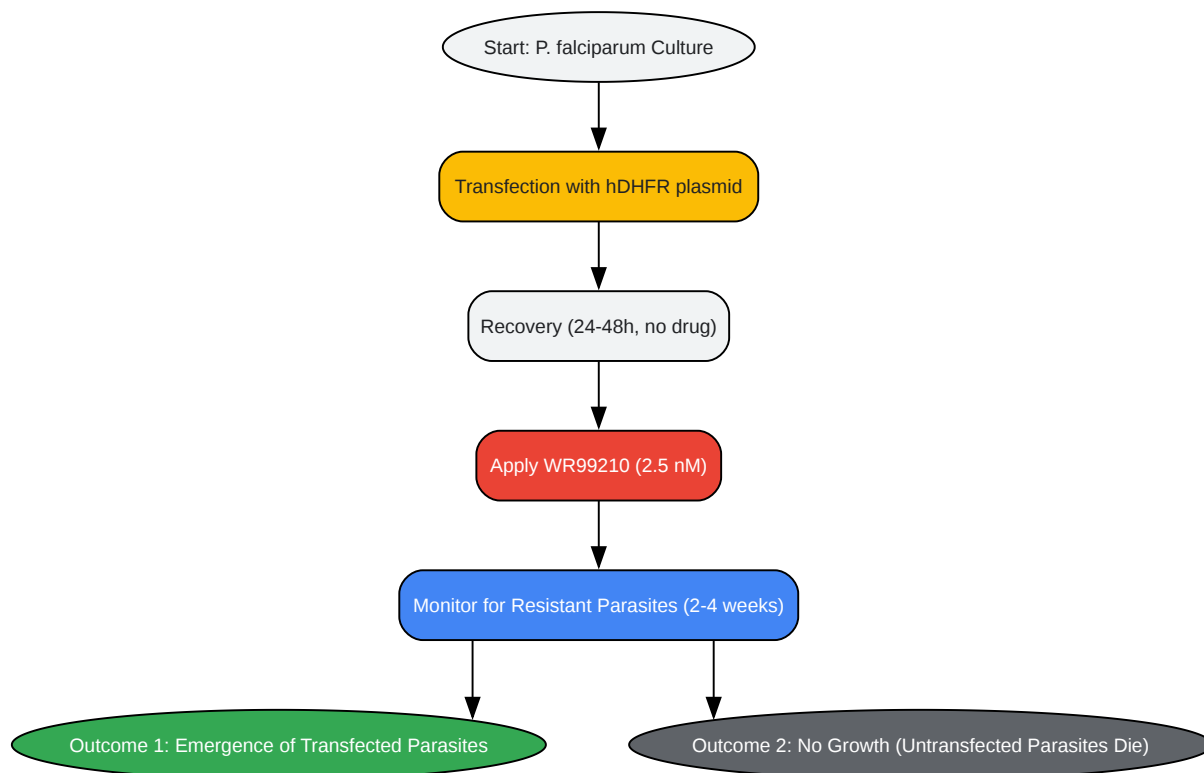 Start: P. falciparum Culture
Transfection with hDHFR plasmid
Recovery (24-48h, no drug)
Apply WR99210 (2.5 nM)
Monitor for Resistant Parasites (2-4 weeks)
Outcome 1: Emergence of Transfected Parasites
Outcome 2: No Growth (Untransfected Parasites Die)